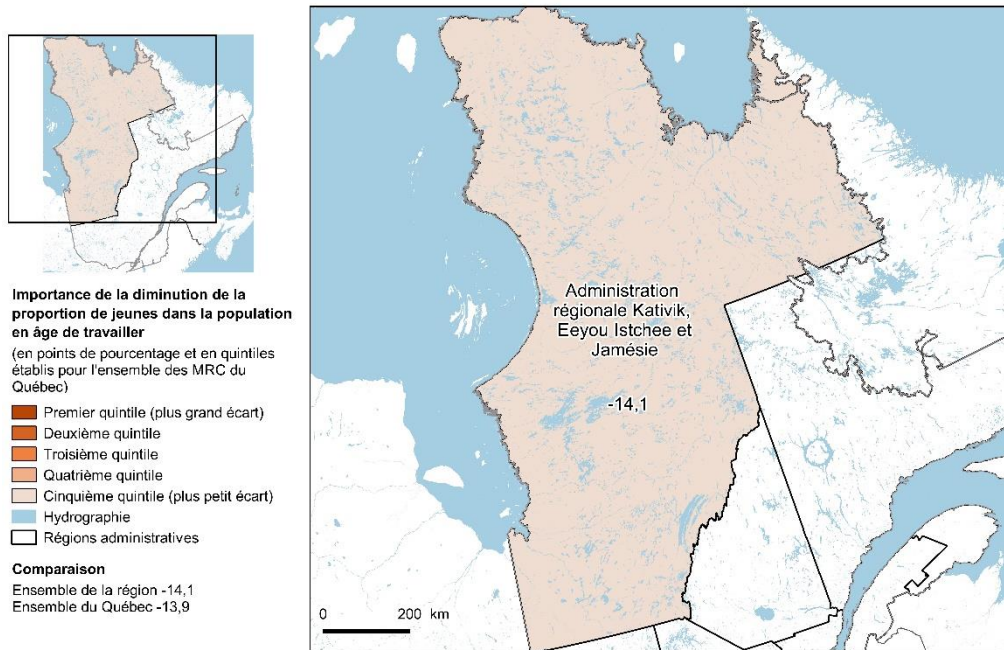 Importance de la diminution de la
proportion de jeunes dans la population
en âge de travailler
(en points de pourcentage et en quintiles
établis pour l'ensemble des MRC du
Québec)
Premier quintile (plus grand écart)
Deuxième quintile
Troisième quintile
Quatrième quintile
Cinquième quintile (plus petit écart)
Hydrographie
Régions administratives
Comparaison
Ensemble de la région -14,1
Ensemble du Québec -13,9
Administration
régionale Kativik,
Eeyou Istchee et
Jamésie
-14,1
0 200 km